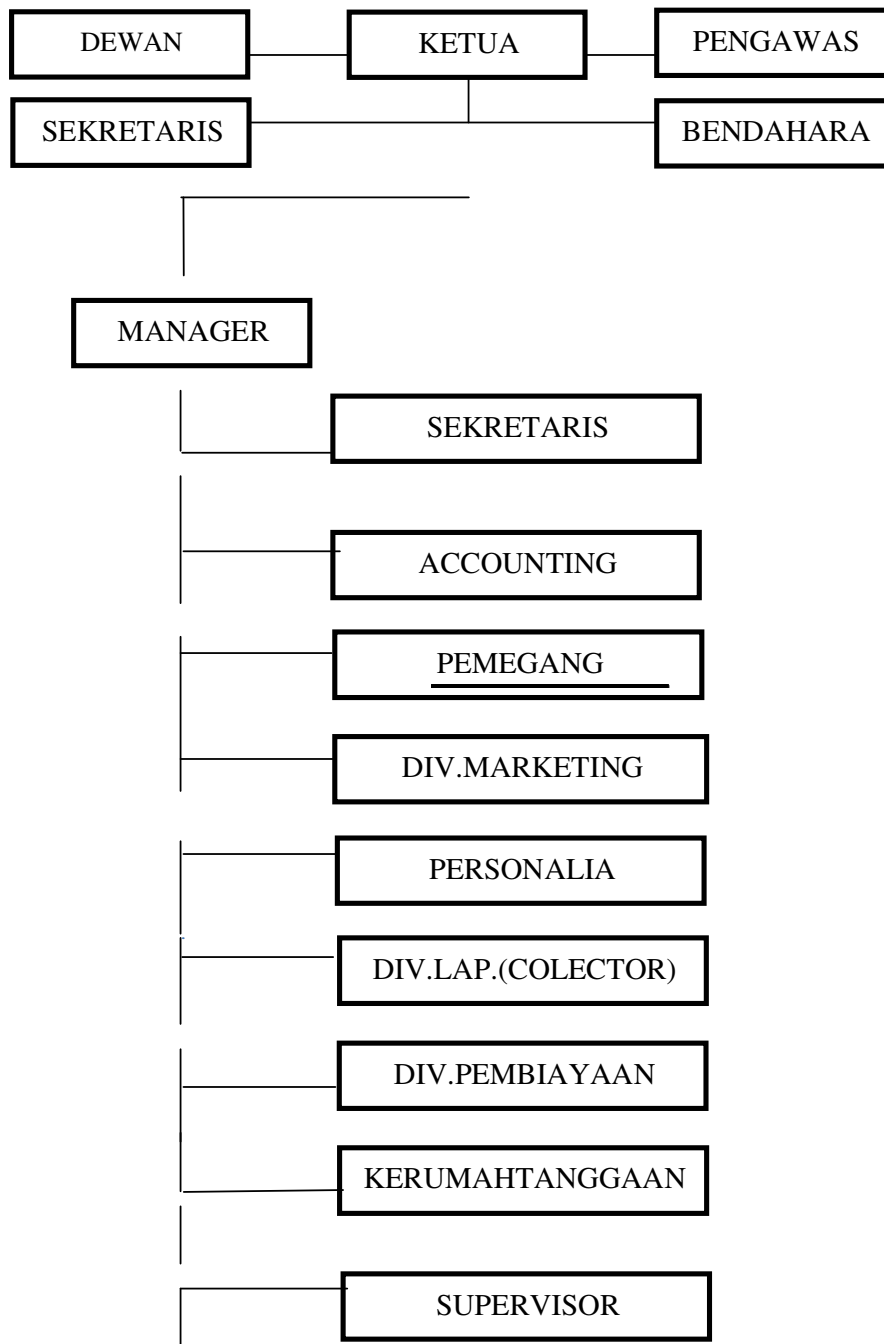 DEWAN
KETUA
PENGAWAS
SEKRETARIS
BENDAHARA
MANAGER
SEKRETARIS
ACCOUNTING
PEMEGANG
DIV.MARKETING
PERSONALIA
DIV.LAP.(COLECTOR)
DIV.PEMBIAYAAN
KERUMAHTANGGAAN
SUPERVISOR